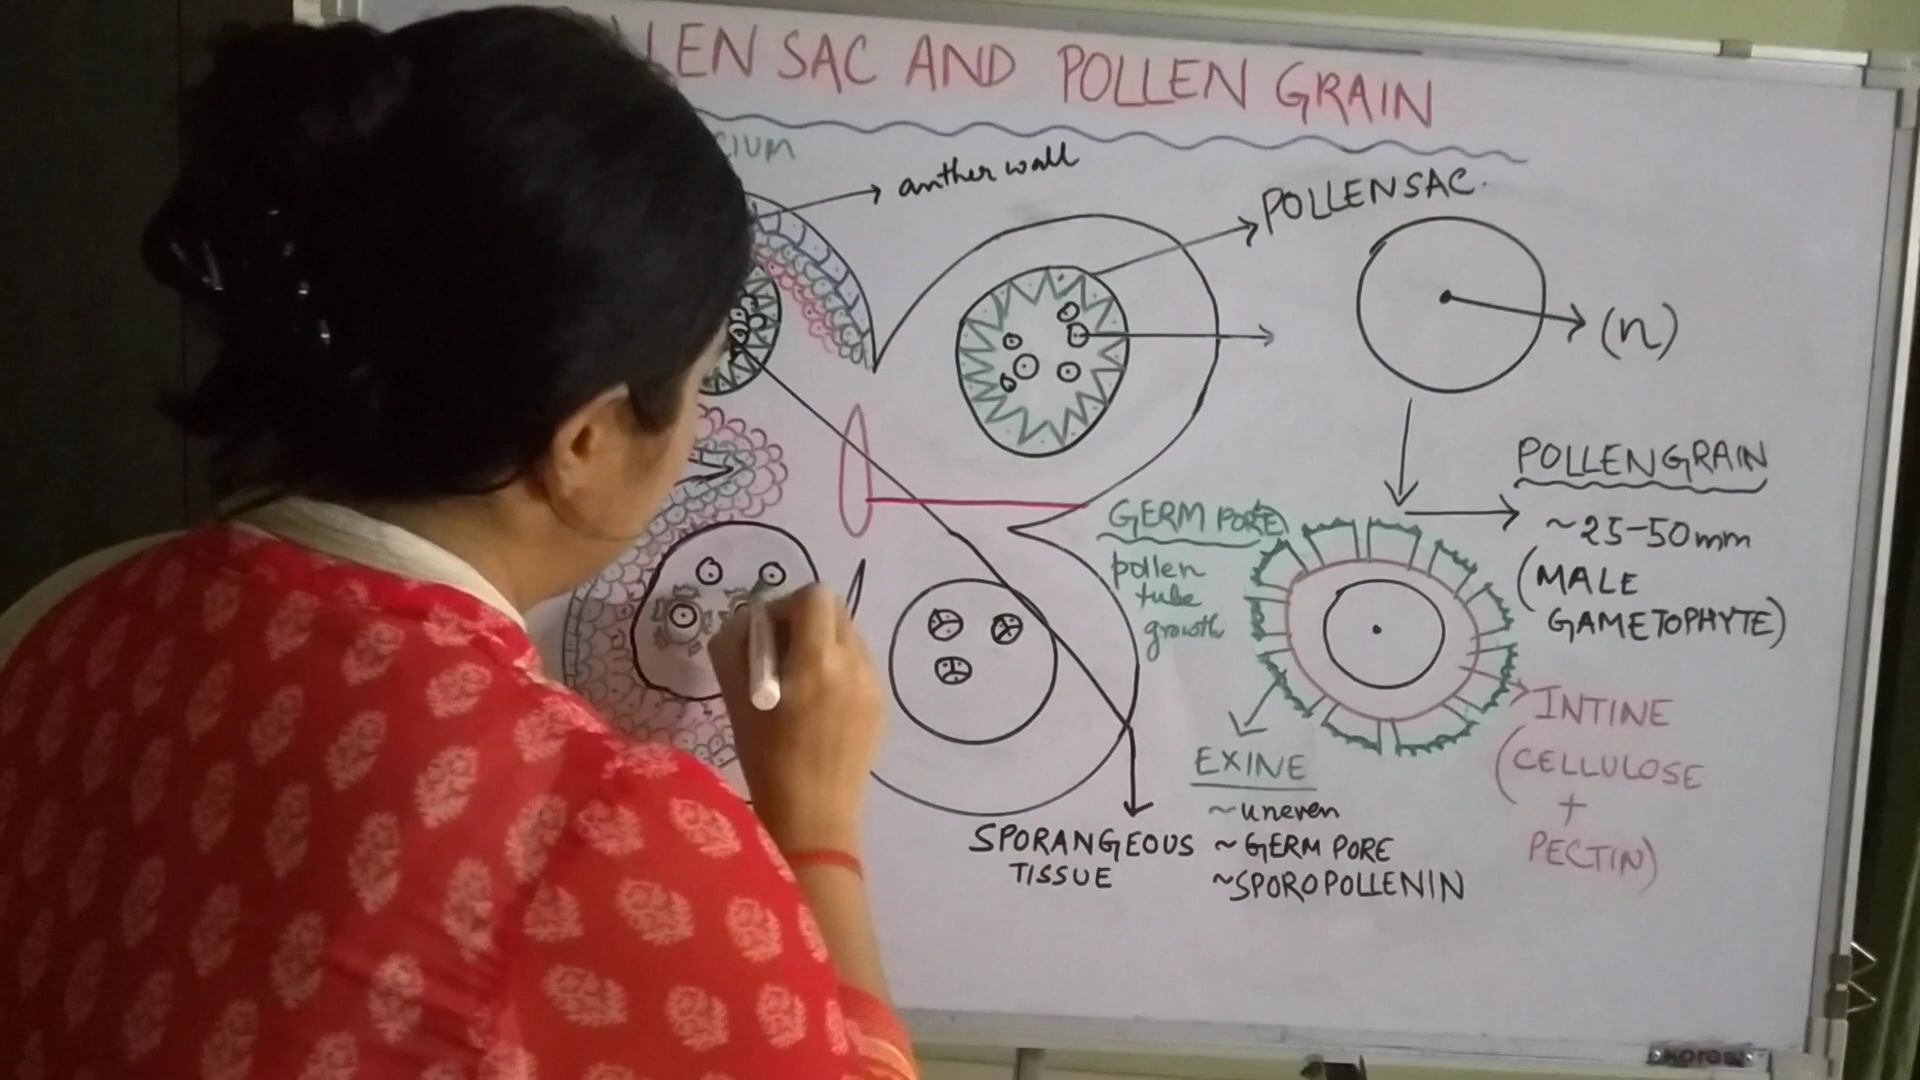 LLEN SAC AND POLLEN GRAIN
CIUM
anther wall
POLLENSAC.
(n)
POLLENGRAIN
~25-50mm
(MALE
GAMETOPHYTE)
GERM PORE
pollen
tube
growth
INTINE
(CELLULOSE
+
PECTIN)
EXINE
~uneven
~GERM PORE
~SPOROPOLLENIN
SPORANGEOUS
TISSUE